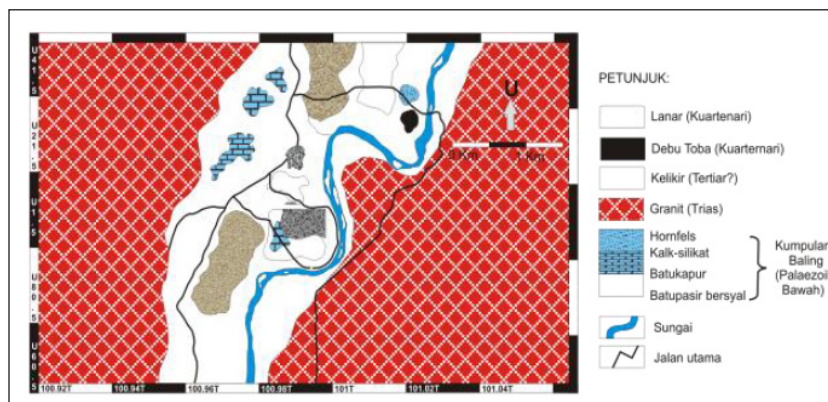 PETUNJUK:
U
0 Km 1 Km
Lanar (Kuartenari)
Debu Toba (Kuarternari)
Kelikir (Tertiar?)
Granit (Trias)
Hornfels
Kalk-silikat
Batukapur
Batupasir bersyal
Kumpulan
Baling
(Palaezoik
Bawah)
Sungai
Jalan utama
100.92T 100.94T 100.96T 100.98T 101T 101.02T 101.04T